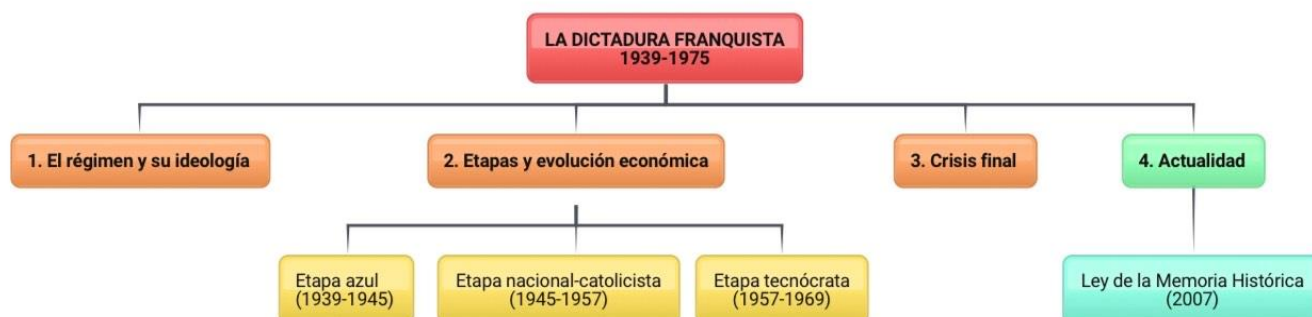 LA DICTADURA FRANQUISTA
1939-1975
1. El régimen y su ideología
2. Etapas y evolución económica
3. Crisis final
4. Actualidad
Etapa azul
(1939-1945)
Etapa nacional-catolicista
(1945-1957)
Etapa tecnócrata
(1957-1969)
Ley de la Memoria Histórica
(2007)